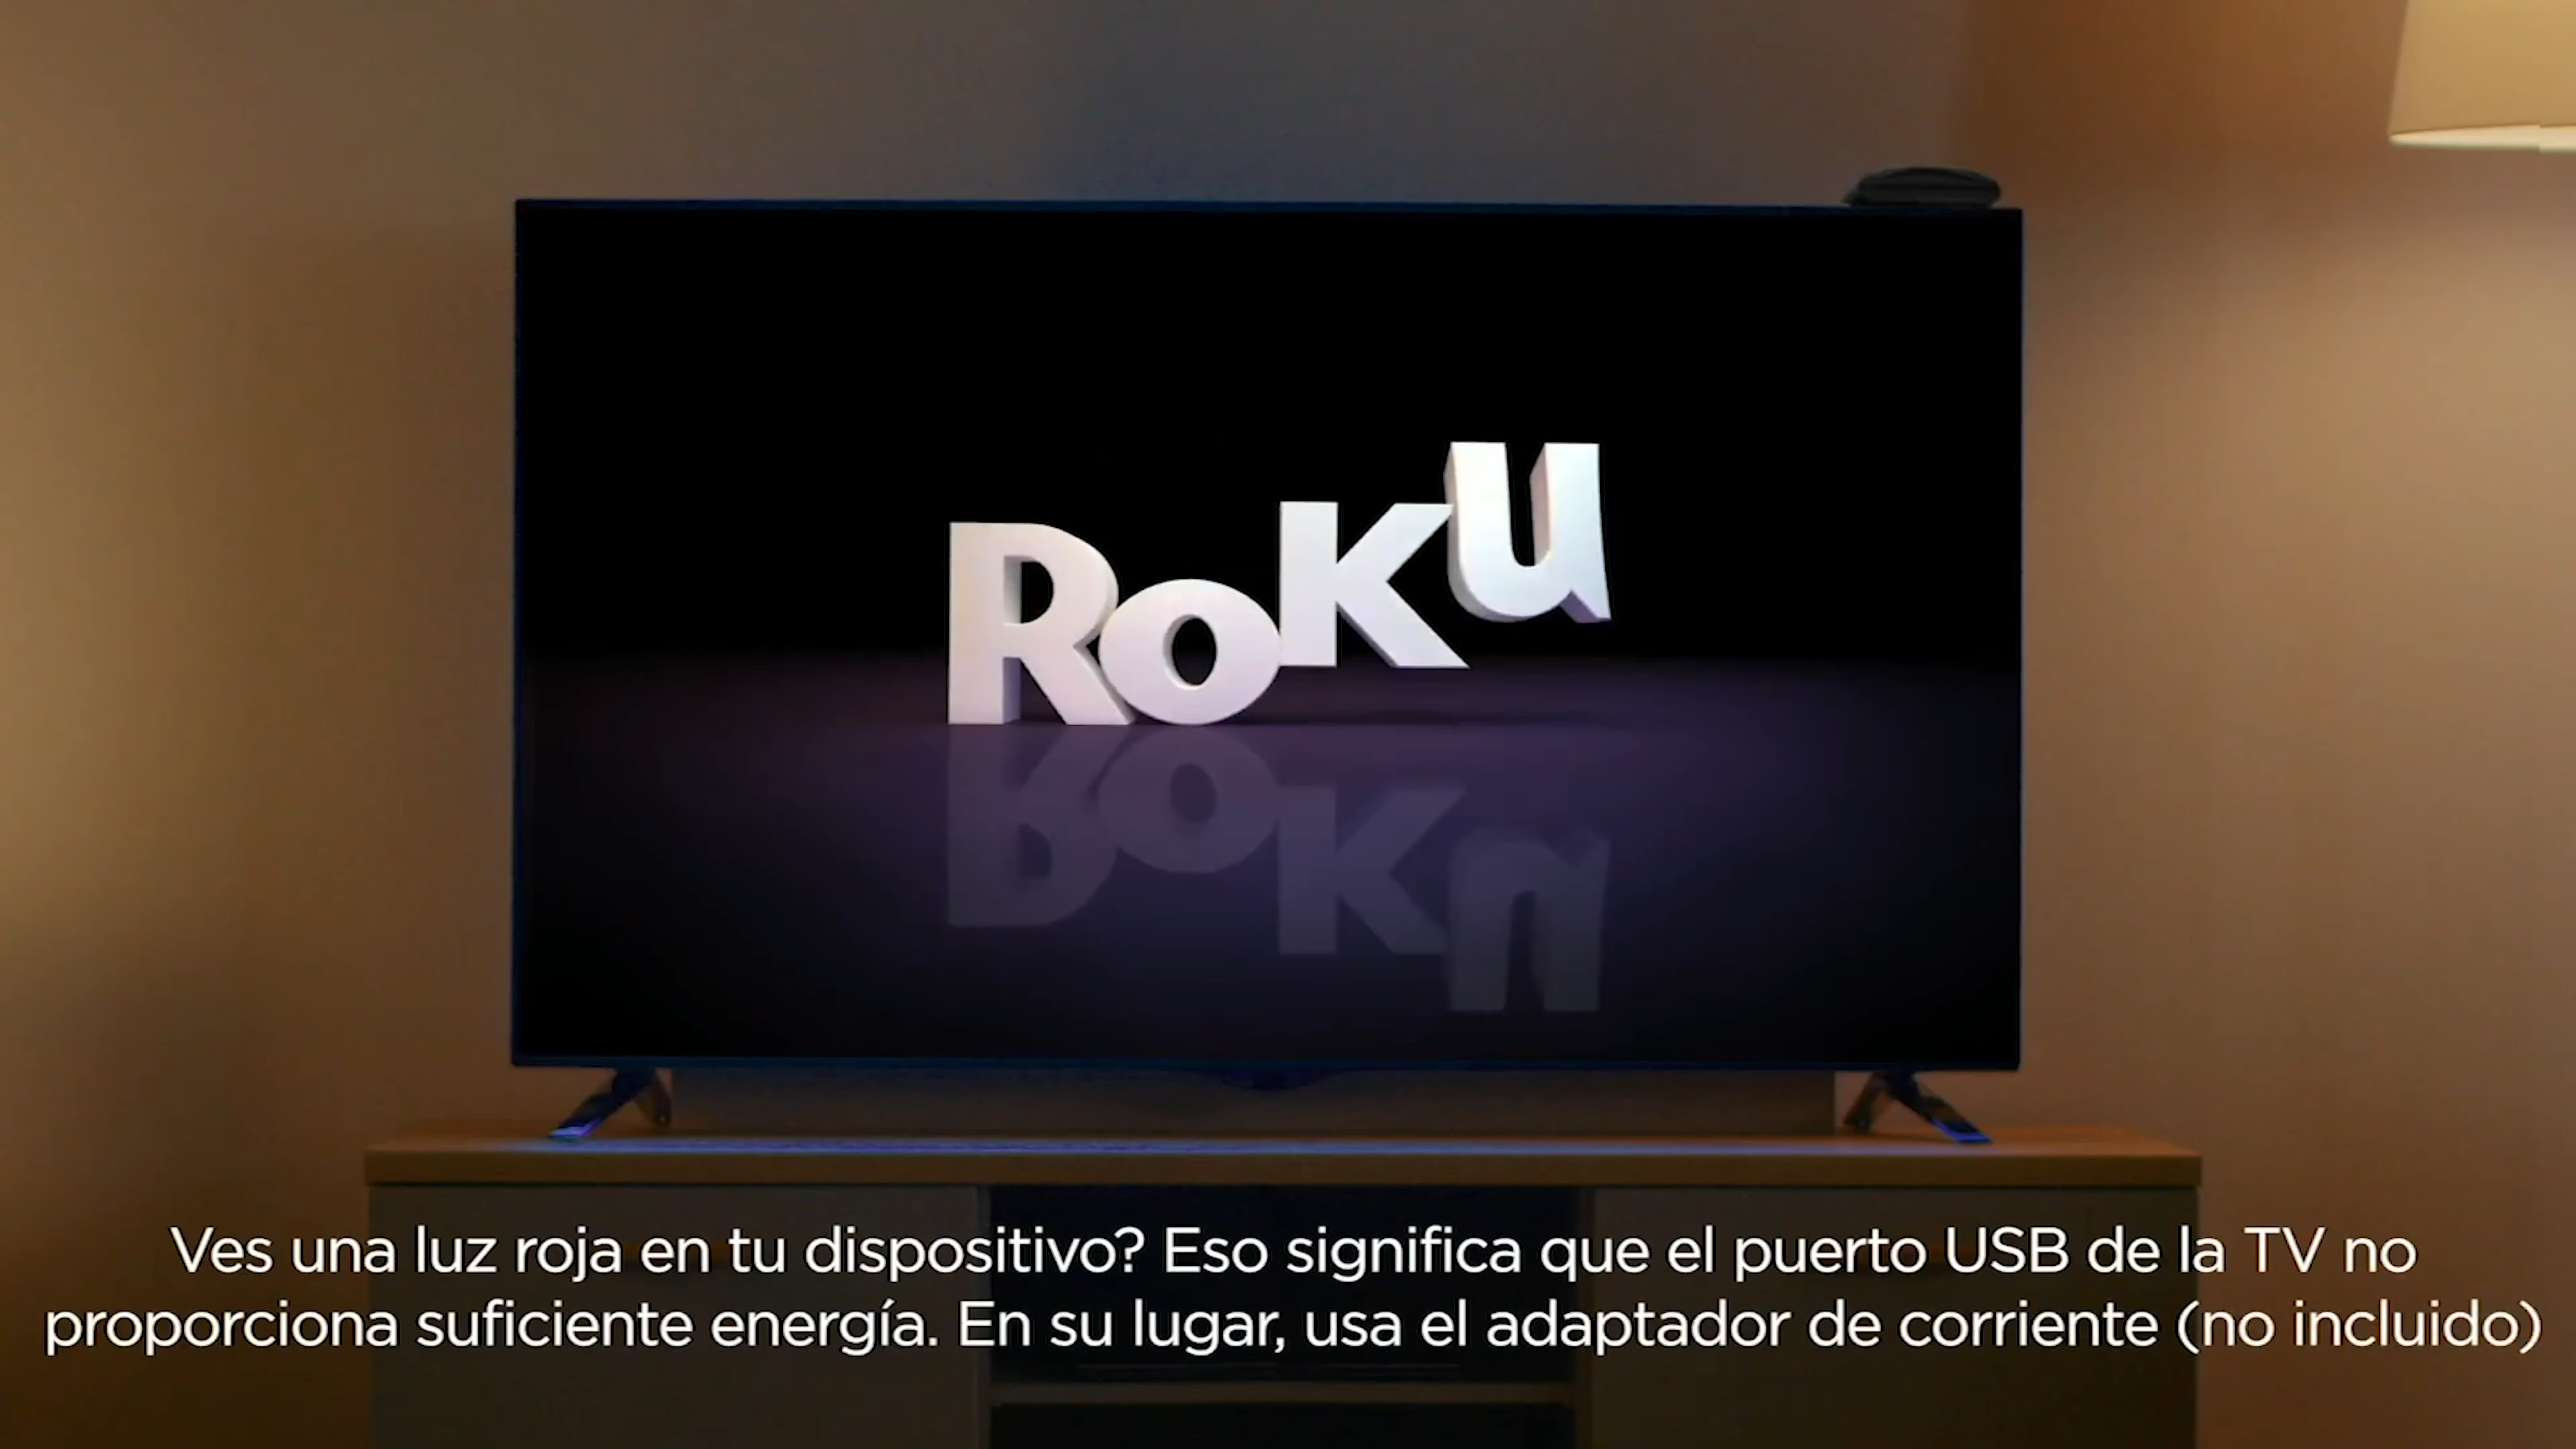 Roku
Ves una luz roja en tu dispositivo? Eso significa que el puerto USB de la TV no
proporciona suficiente energía. En su lugar, usa el adaptador de corriente (no incluido)